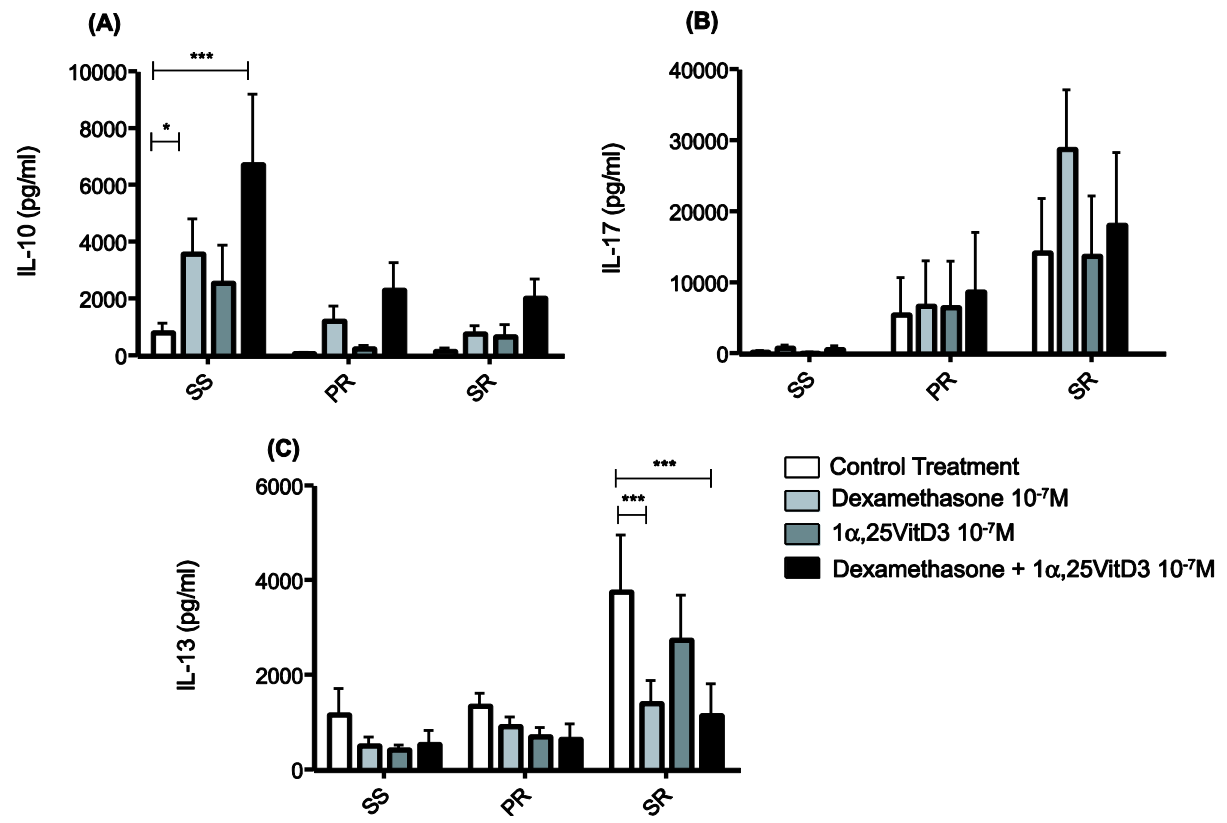 (A)
***
*
10000
8000
6000
4000
2000
0
IL-10 (pg/ml)
SS
PR
SR
(B)
40000
30000
20000
10000
0
IL-17 (pg/ml)
SS
PR
SR
(C)
***
***
6000
4000
2000
0
IL-13 (pg/ml)
SS
PR
SR
Control Treatment
Dexamethasone 10⁻⁷M
1α,25VitD3 10⁻⁷M
Dexamethasone + 1α,25VitD3 10⁻⁷M